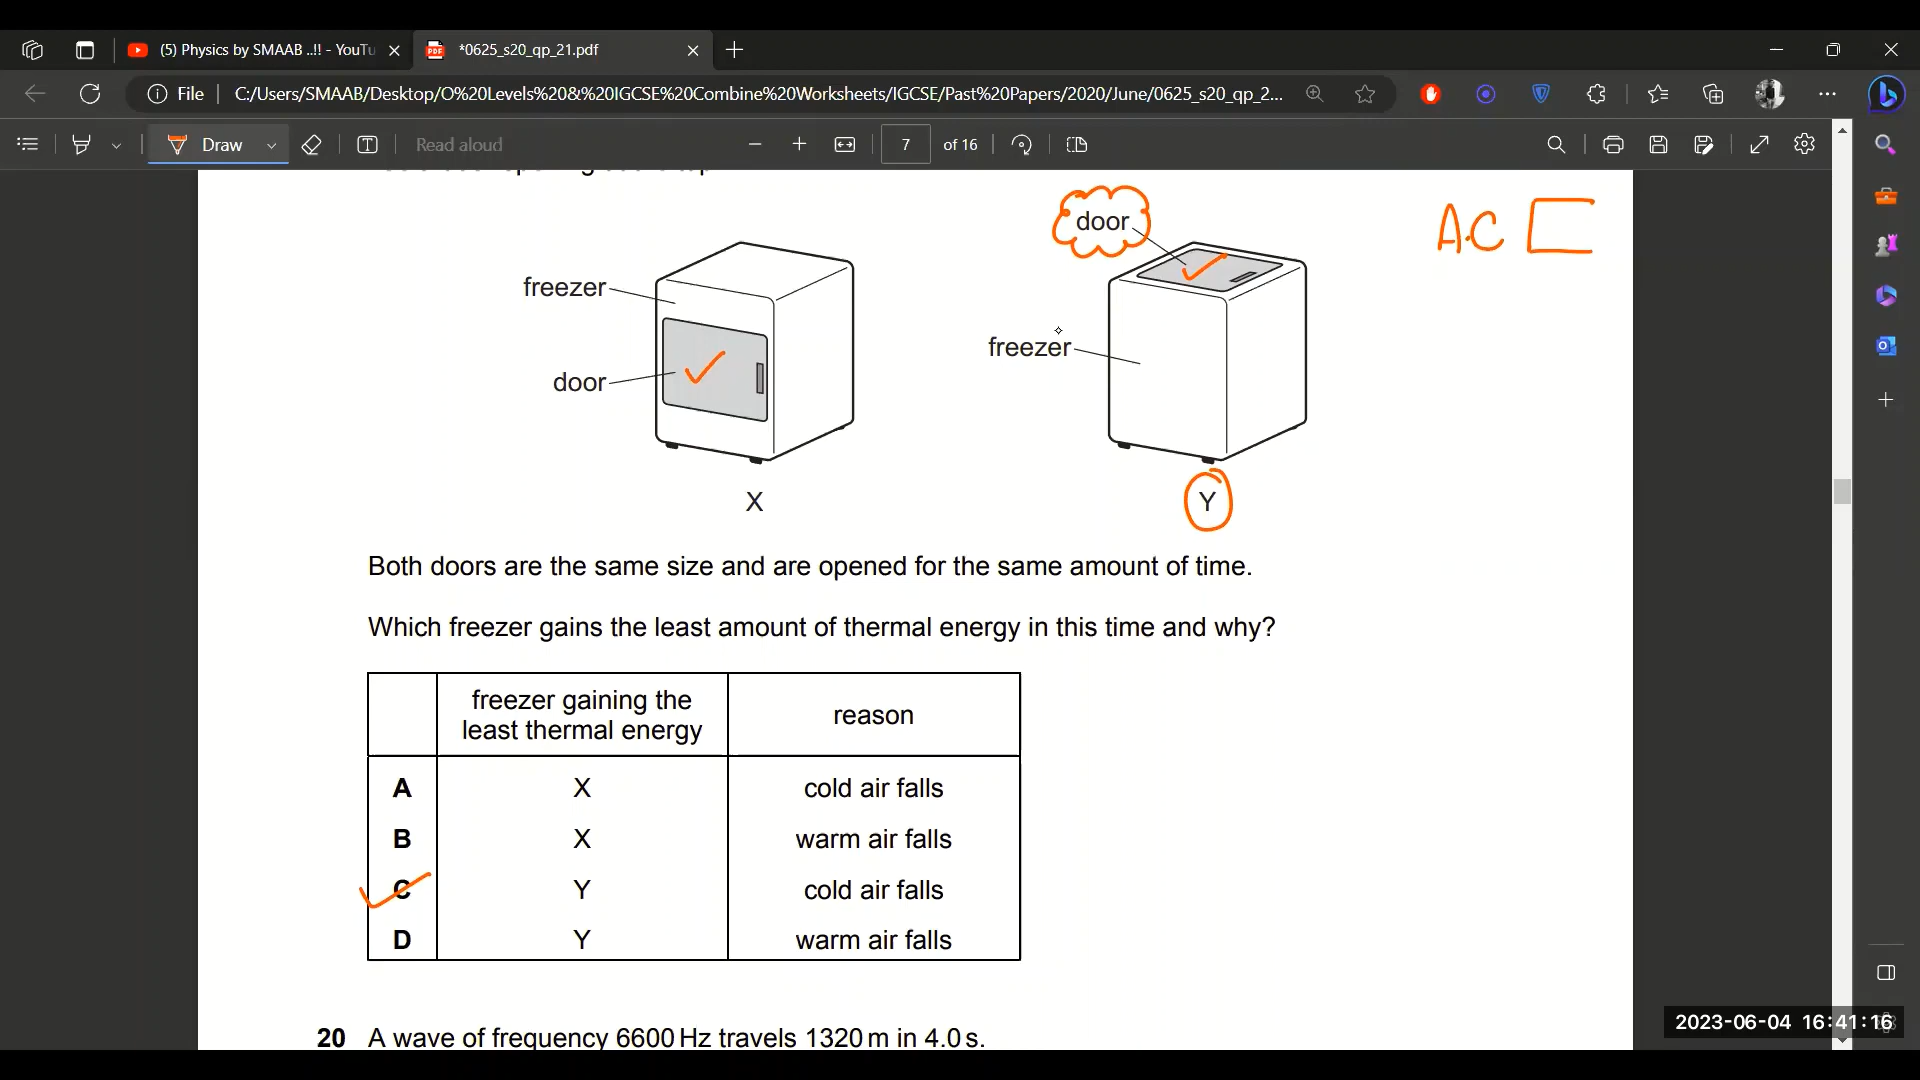 (5) Physics by SMAAB ..!! - YouTu
*0625_s20_qp_21.pdf
File
C:/Users/SMAAB/Desktop/O%20Levels%20&%20IGCSE%20Combine%20Worksheets/IGCSE/Past%20Papers/2020/June/0625_s20_qp_2...
Draw
Read aloud
7 of 16
door
A.C
freezer
freezer
door
X
Y
Both doors are the same size and are opened for the same amount of time.
Which freezer gains the least amount of thermal energy in this time and why?
freezer gaining the least thermal energy
reason
A X cold air falls
B X warm air falls
C Y cold air falls
D Y warm air falls
20 A wave of frequency 6600 Hz travels 1320 m in 4.0 s.
2023-06-04 16:41:16